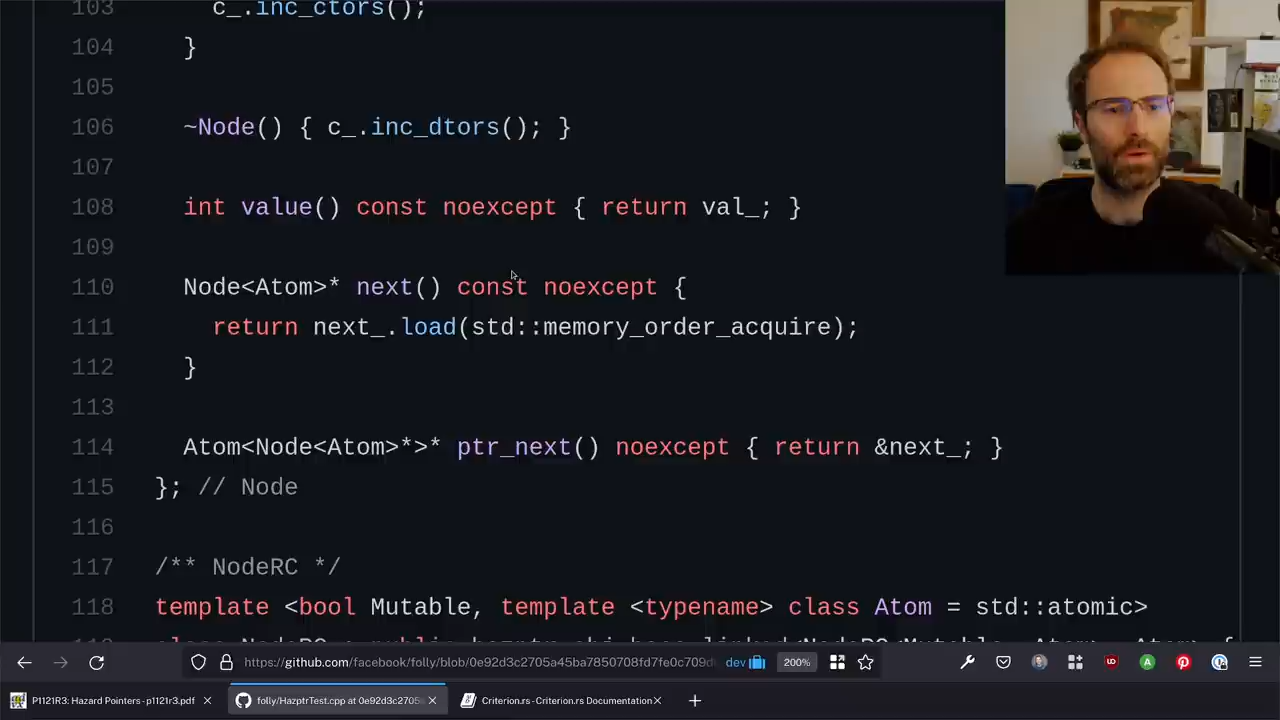 103 c_.inc_ctors();
104 }
105
106 ~Node() { c_.inc_dtors(); }
107
108 int value() const noexcept { return val_; }
109
110 Node<Atom>* next() const noexcept {
111 return next_.load(std::memory_order_acquire);
112 }
113
114 Atom<Node<Atom>*>* ptr_next() noexcept { return &next_; }
115 }; // Node
116
117 /** NodeRC */
118 template <bool Mutable, template <typename> class Atom = std::atomic>
https://github.com/facebook/folly/blob/0e92d3c2705a45ba7850708fd7fe0c709d dev 200%
P1121R3: Hazard Pointers - p1121r3.pdf
folly/HazptrTest.cpp at 0e92d3c2705
Criterion.rs - Criterion.rs Documentation